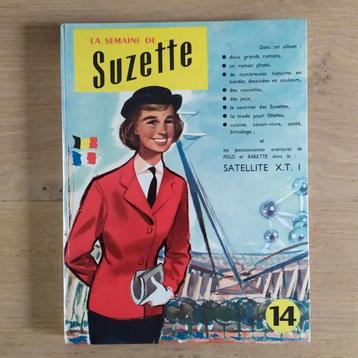 LA SEMAINE DE
Suzette
Dans cet album
deux grands romans,
un roman photo,
de nombreuses histoires en
bandes dessinées en couleurs,
des nouvelles,
des jeux,
le courrier des Suzettes,
la mode pour fillettes,
cuisine, savoir-vivre, santé,
bricolage ;
et
les passionnantes aventures de
POLO et BABETTE dans le :
SATELLITE X.T. I
14